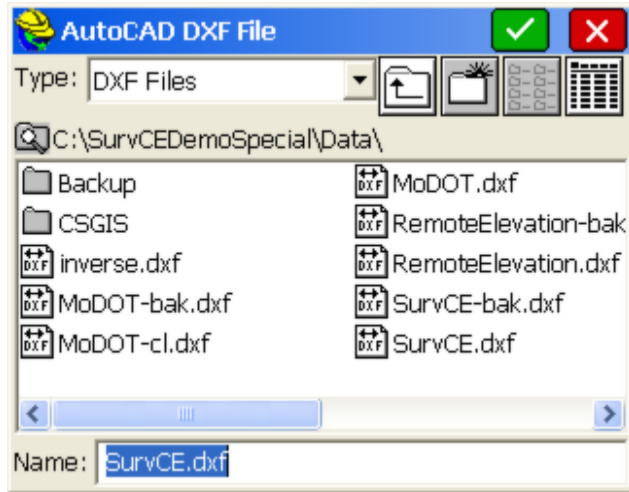 AutoCAD DXF File
Type: DXF Files
C:\SurvCEDemoSpecial\Data\
Backup
CSGIS
inverse.dxf
MoDOT-bak.dxf
MoDOT-cl.dxf
MoDOT.dxf
RemoteElevation-bak
RemoteElevation.dxf
SurvCE-bak.dxf
SurvCE.dxf
Name: SurvCE.dxf